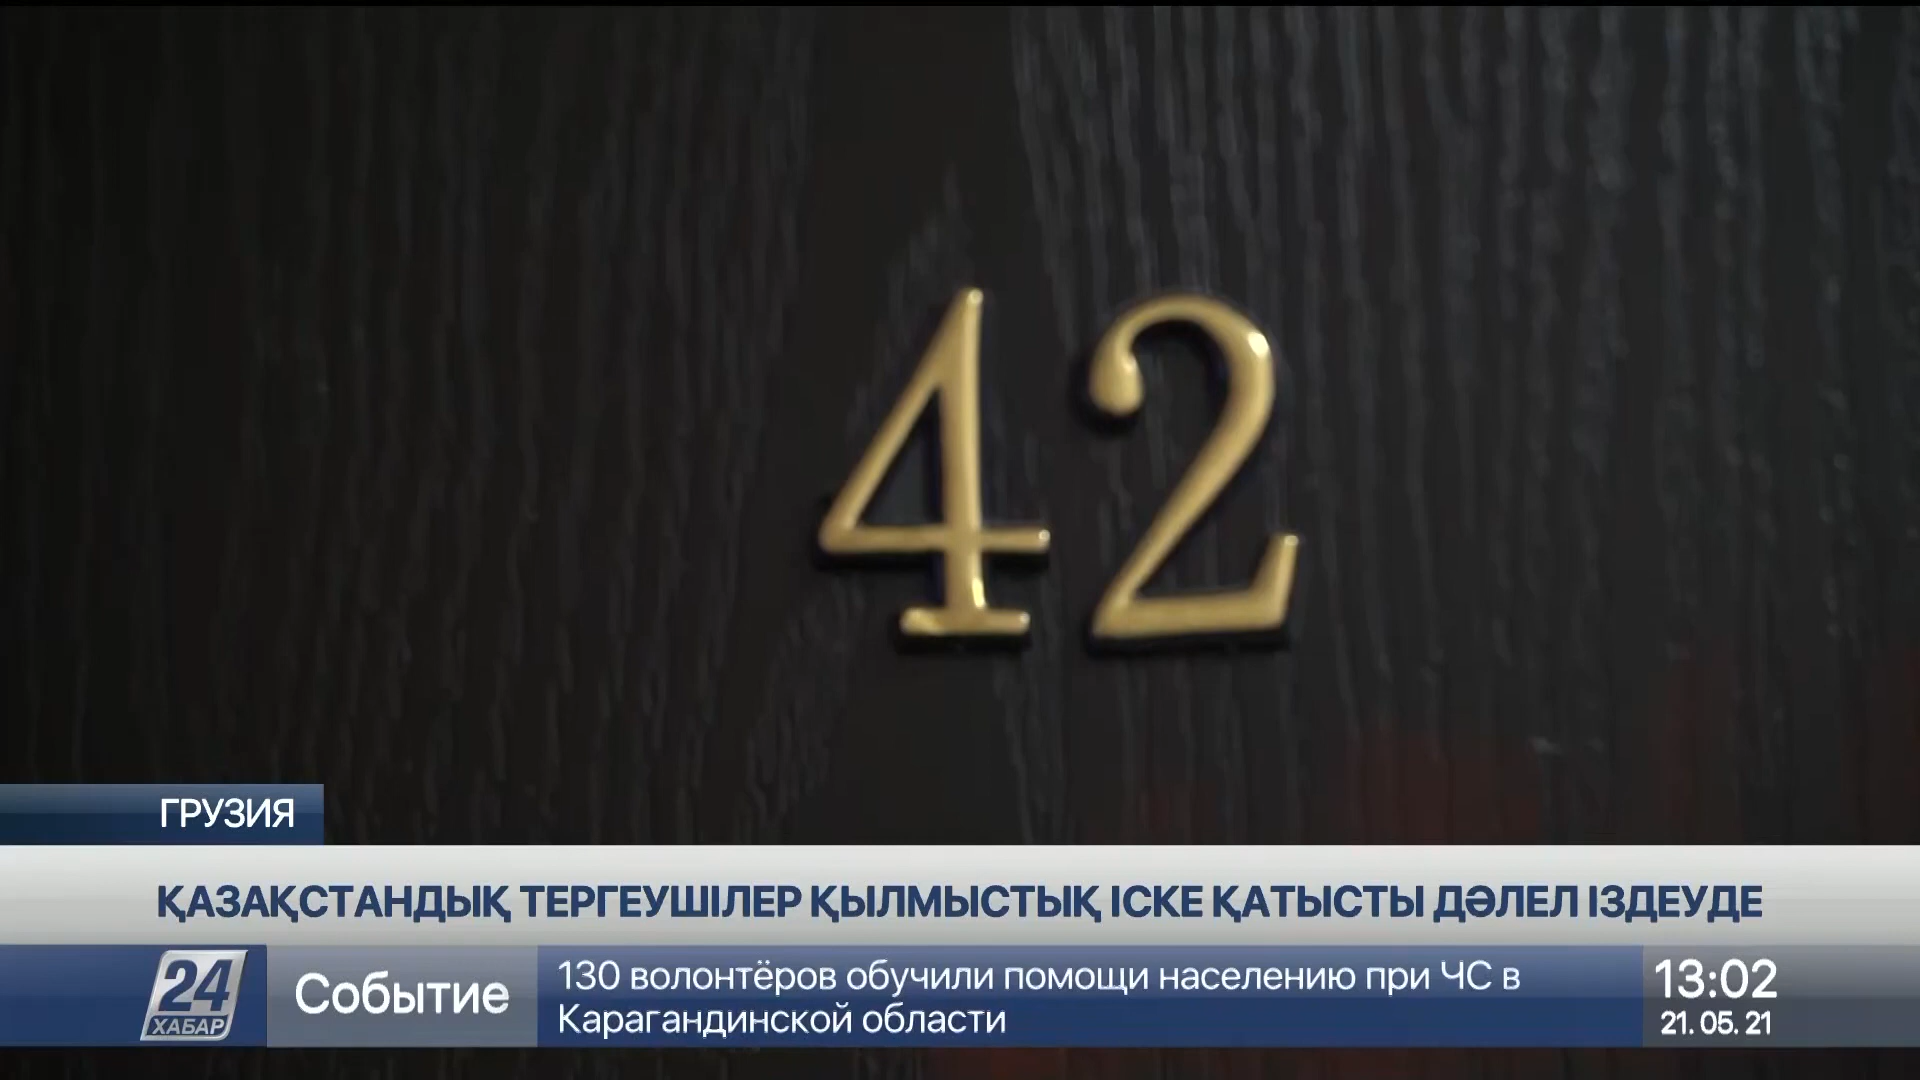 42
ГРУЗИЯ
ҚАЗАҚСТАНДЫҚ ТЕРГЕУШІЛЕР ҚЫЛМЫСТЫҚ ІСКЕ ҚАТЫСТЫ ДӘЛЕЛ ІЗДЕУДЕ
24
ХАБАР
Событие
130 волонтёров обучили помощи населению при ЧС в
Карагандинской области
13:02
21. 05. 21